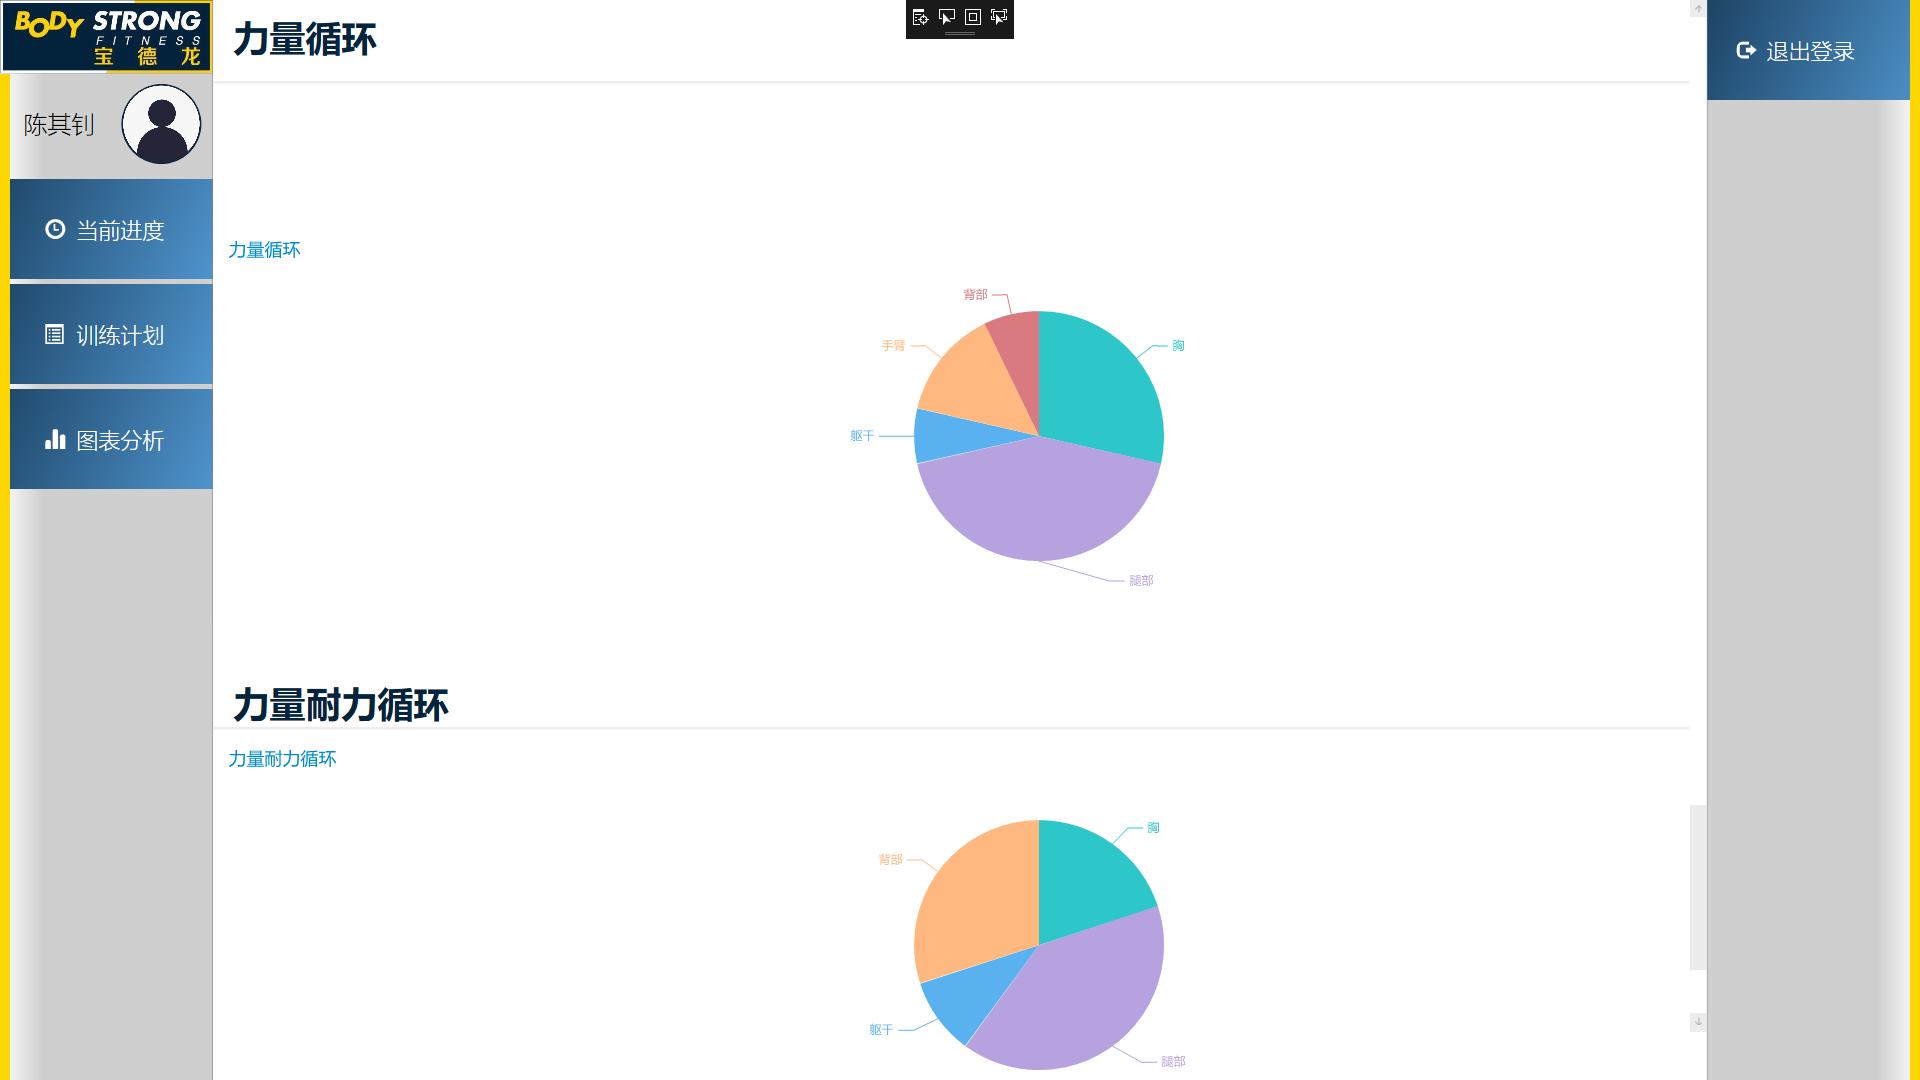 BODY STRONG
FITNESS
宝德龙
陈其钊
当前进度
训练计划
图表分析
力量循环
力量循环
背部
手臂
胸
躯干
腿部
力量耐力循环
力量耐力循环
胸
背部
躯干
腿部
退出登录